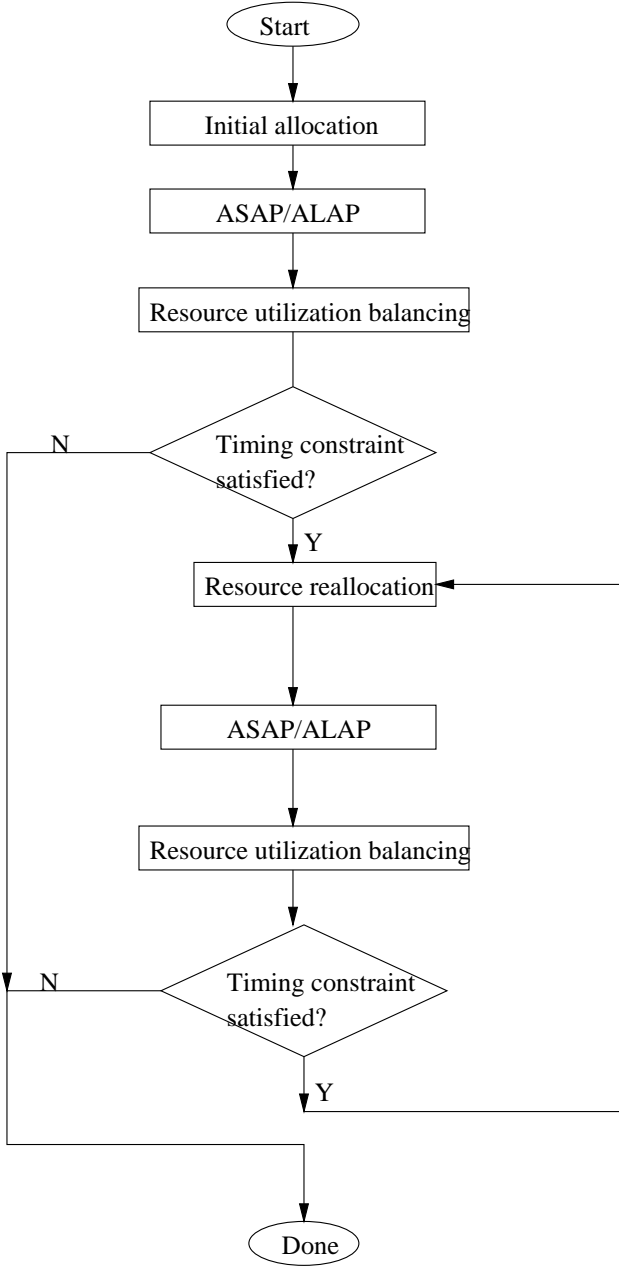 Start
Initial allocation
ASAP/ALAP
Resource utilization balancing
N
Timing constraint
satisfied?
Y
Resource reallocation
ASAP/ALAP
Resource utilization balancing
N
Timing constraint
satisfied?
Y
Done